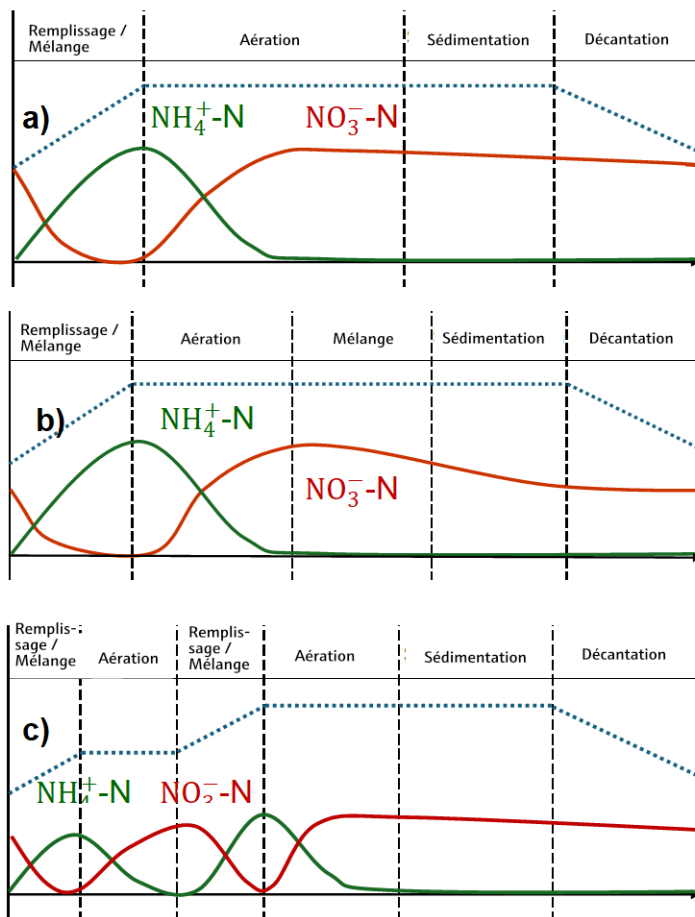 Remplissage /
Mélange
Aération
Sédimentation
Décantation
a)
NH₄⁺-N
NO₃⁻-N
Remplissage /
Mélange
Aération
Mélange
Sédimentation
Décantation
b)
NH₄⁺-N
NO₃⁻-N
Remplis-
sage /
Mélange
Aération
Remplis-
sage /
Mélange
Aération
Sédimentation
Décantation
c)
NH₄⁺-N
NO₃⁻-N